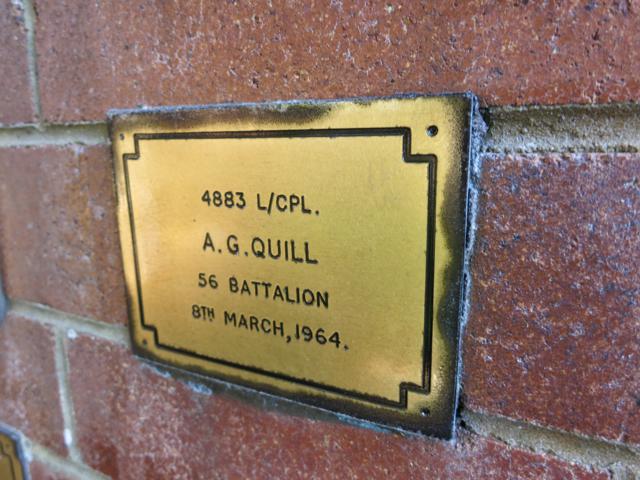 4883 L/CPL.
A.G.QUILL
56 BATTALION
8TH MARCH, 1964.